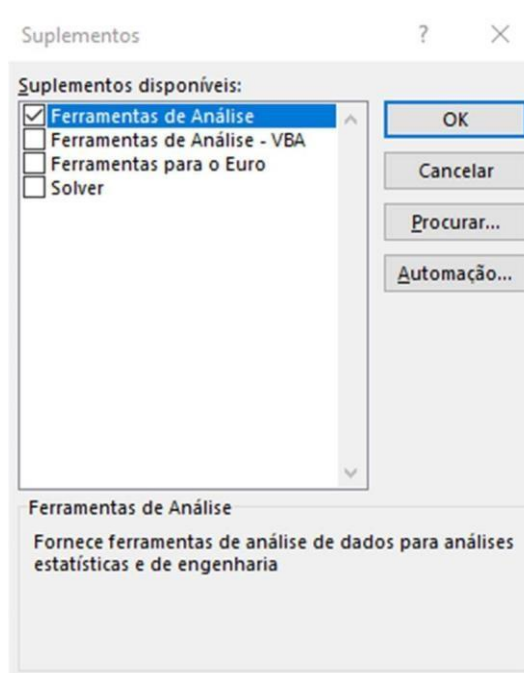 Suplementos
Suplementos disponíveis:
Ferramentas de Análise
Ferramentas de Análise - VBA
Ferramentas para o Euro
Solver
OK
Cancelar
Procurar...
Automação...
Ferramentas de Análise
Fornece ferramentas de análise de dados para análises
estatísticas e de engenharia